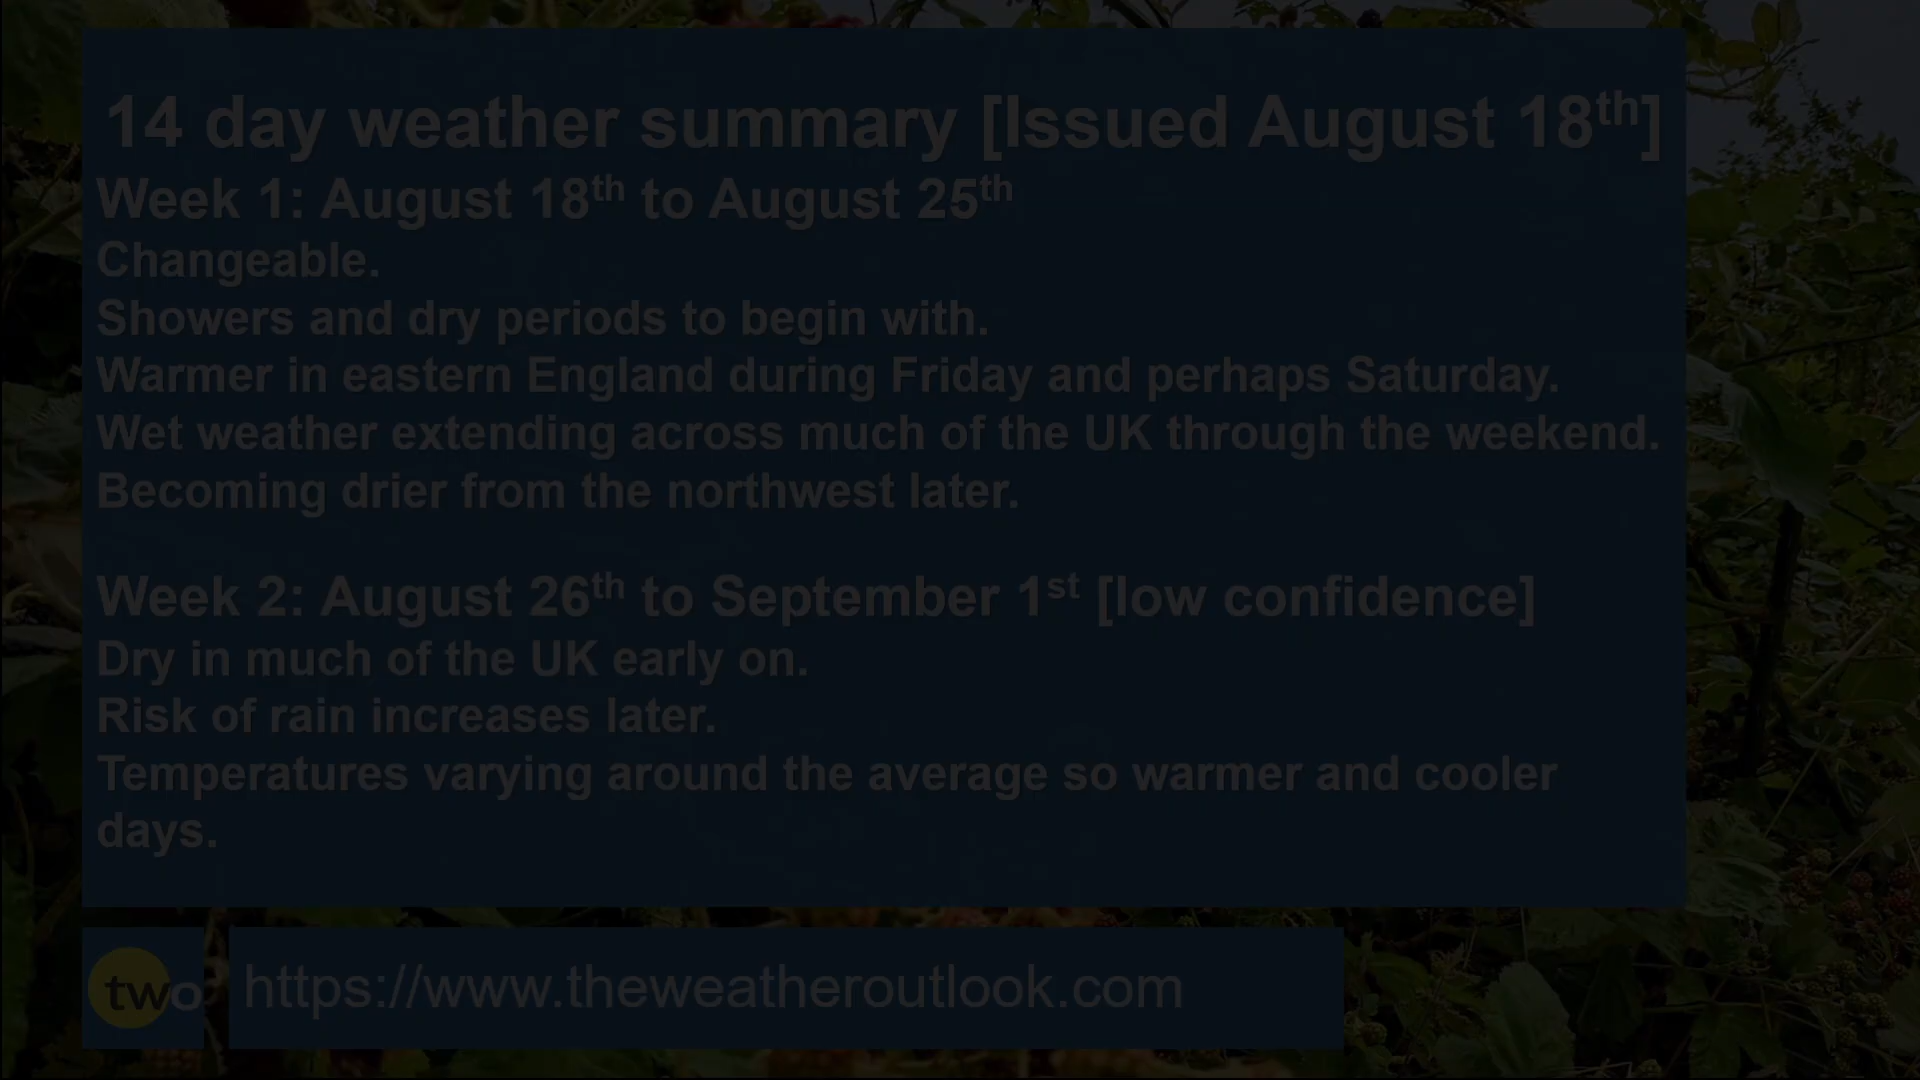 14 day weather summary [Issued August 18th]
Week 1: August 18th to August 25th
Changeable.
Showers and dry periods to begin with.
Warmer in eastern England during Friday and perhaps Saturday.
Wet weather extending across much of the UK through the weekend.
Becoming drier from the northwest later.
Week 2: August 26th to September 1st [low confidence]
Dry in much of the UK early on.
Risk of rain increases later.
Temperatures varying around the average so warmer and cooler
days.
two https://www.theweatheroutlook.com